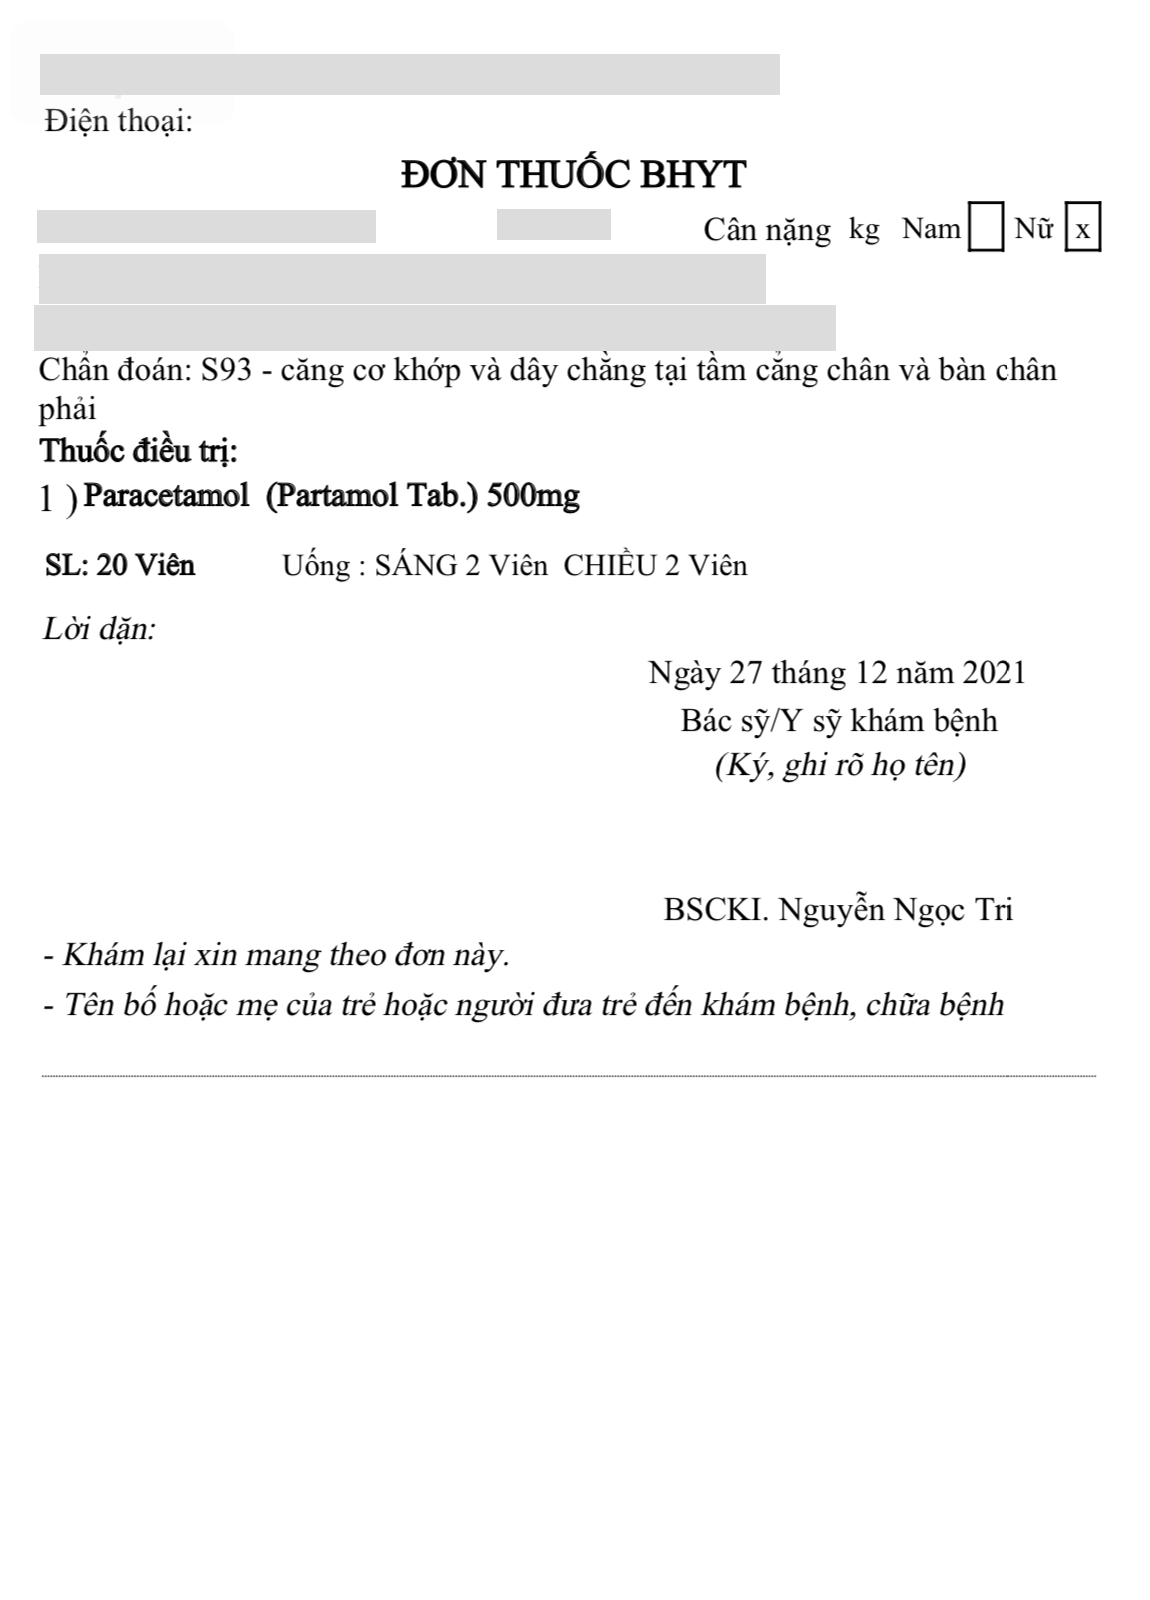 Điện thoại:
ĐƠN THUỐC BHYT
Cân nặng kg Nam Nữ x
Chẩn đoán: S93 - căng cơ khớp và dây chằng tại tầm cẳng chân và bàn chân
phải
Thuốc điều trị:
1 ) Paracetamol (Partamol Tab.) 500mg
SL: 20 Viên Uống : SÁNG 2 Viên CHIỀU 2 Viên
Lời dặn:
Ngày 27 tháng 12 năm 2021
Bác sỹ/Y sỹ khám bệnh
(Ký, ghi rõ họ tên)
BSCKI. Nguyễn Ngọc Tri
- Khám lại xin mang theo đơn này.
- Tên bố hoặc mẹ của trẻ hoặc người đưa trẻ đến khám bệnh, chữa bệnh